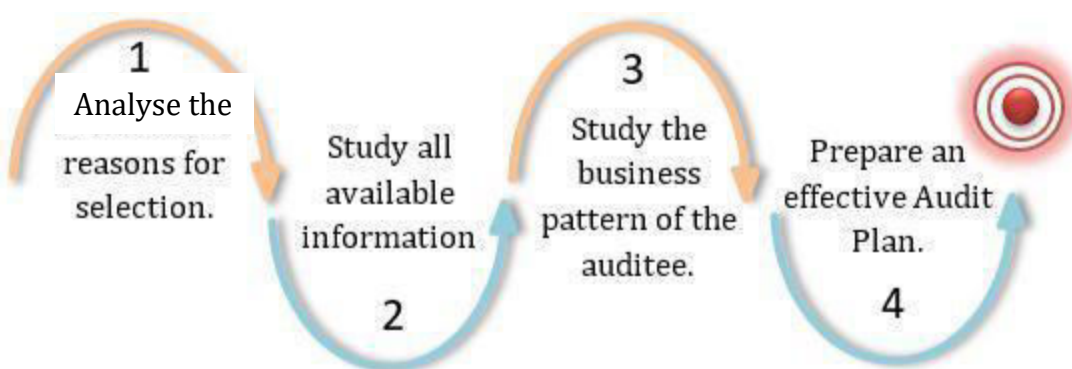 1
Analyse the
reasons for
selection.
Study all
available
information
2
3
Study the
business
pattern of the
auditee.
Prepare an
effective Audit
Plan.
4